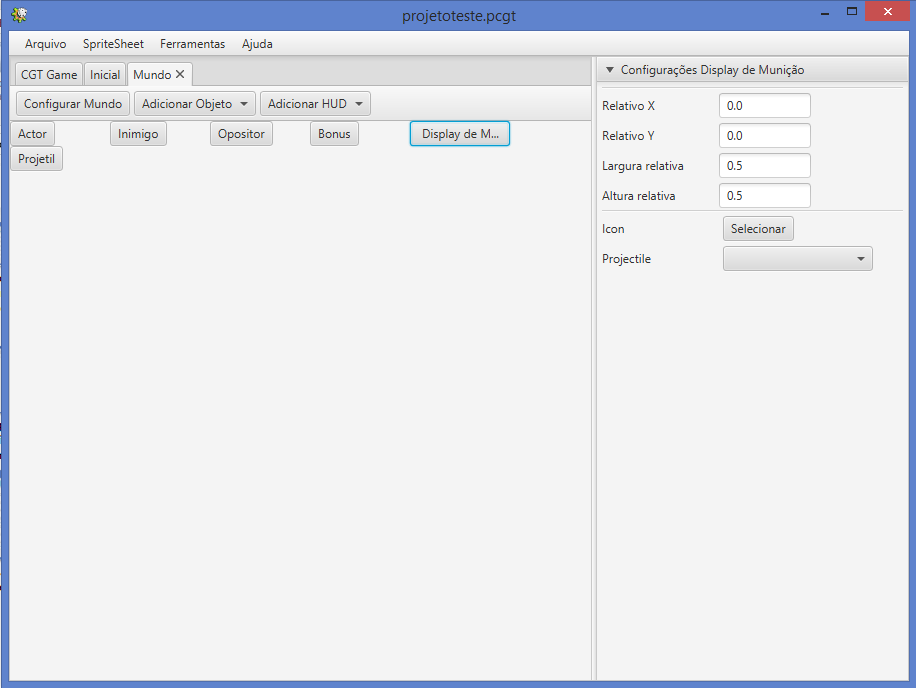 projetoteste.pcgt
Arquivo SpriteSheet Ferramentas Ajuda
CGT Game Inicial Mundo
Configurar Mundo Adicionar Objeto Adicionar HUD
Actor Inimigo Opositor Bonus Display de M...
Projetil
Configurações Display de Munição
Relativo X 0.0
Relativo Y 0.0
Largura relativa 0.5
Altura relativa 0.5
Icon Selecionar
Projectile